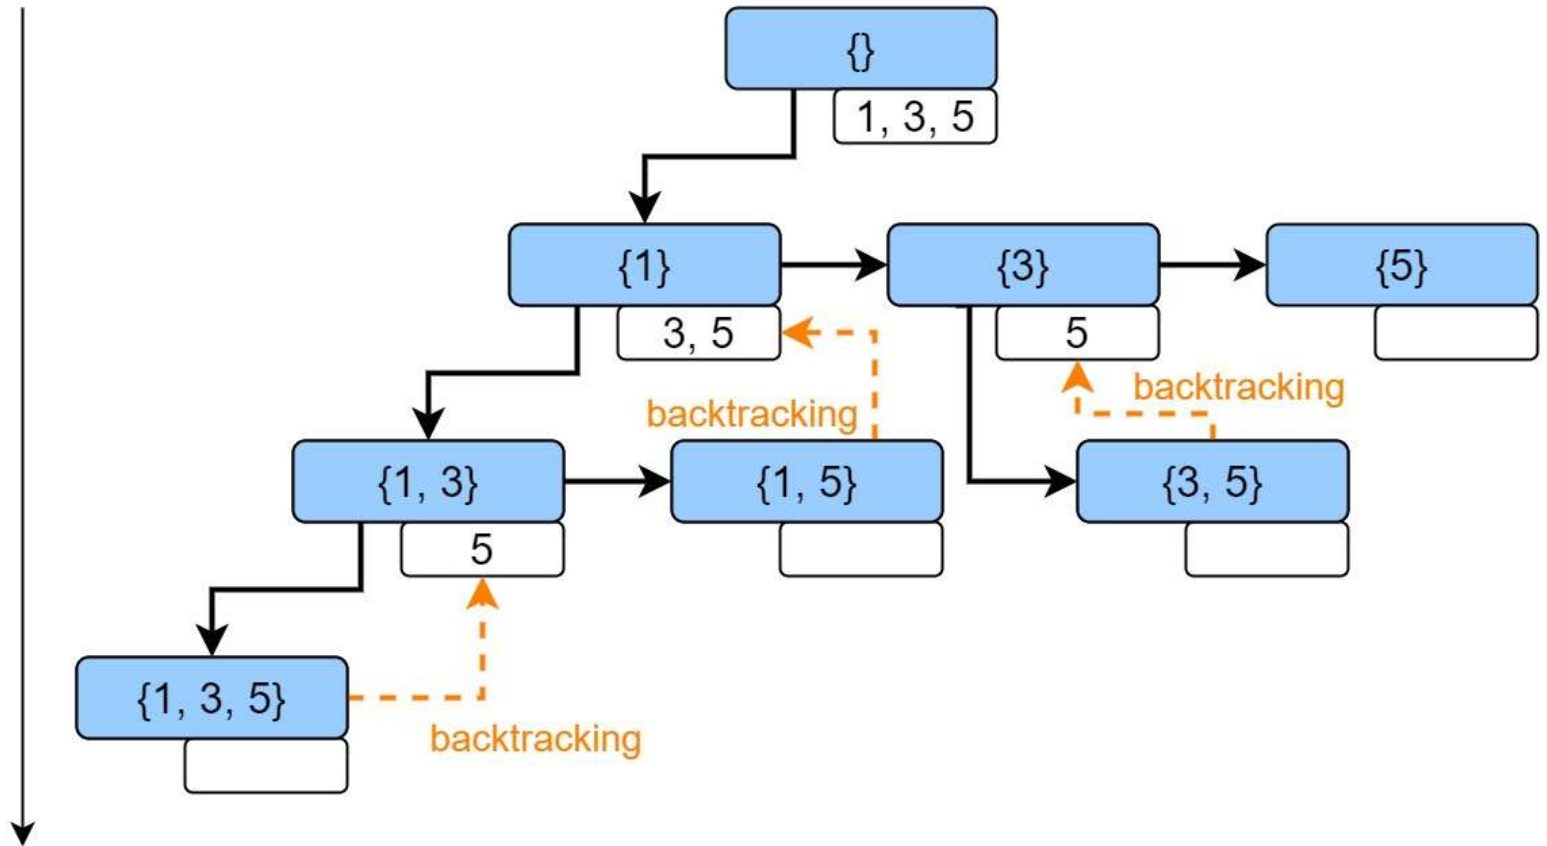 {}
1, 3, 5
{1}
{3}
{5}
3, 5
5
backtracking
backtracking
{1, 3}
{1, 5}
{3, 5}
5
{1, 3, 5}
backtracking